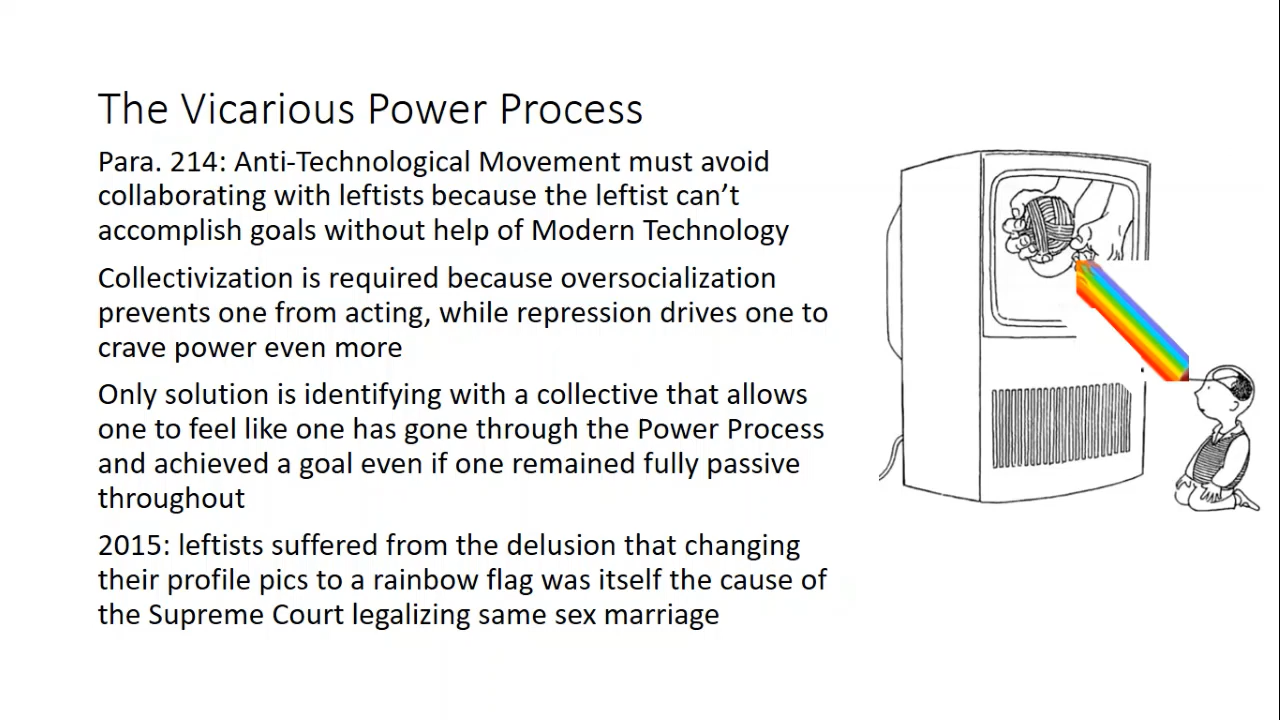 The Vicarious Power Process
Para. 214: Anti-Technological Movement must avoid
collaborating with leftists because the leftist can’t
accomplish goals without help of Modern Technology
Collectivization is required because oversocialization
prevents one from acting, while repression drives one to
crave power even more
Only solution is identifying with a collective that allows
one to feel like one has gone through the Power Process
and achieved a goal even if one remained fully passive
throughout
2015: leftists suffered from the delusion that changing
their profile pics to a rainbow flag was itself the cause of
the Supreme Court legalizing same sex marriage